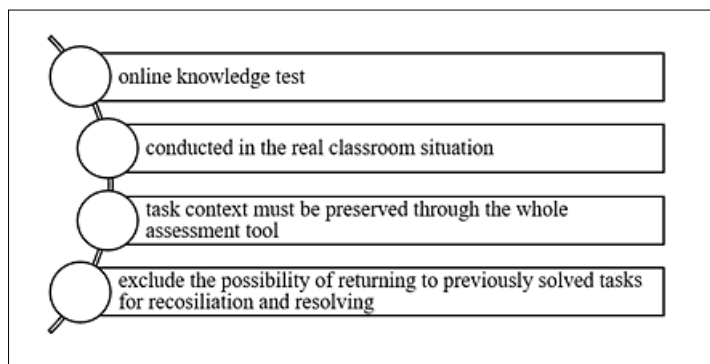 online knowledge test
conducted in the real classroom situation
task context must be preserved through the whole
assessment tool
exclude the possibility of returning to previously solved tasks
for recosiliation and resolving